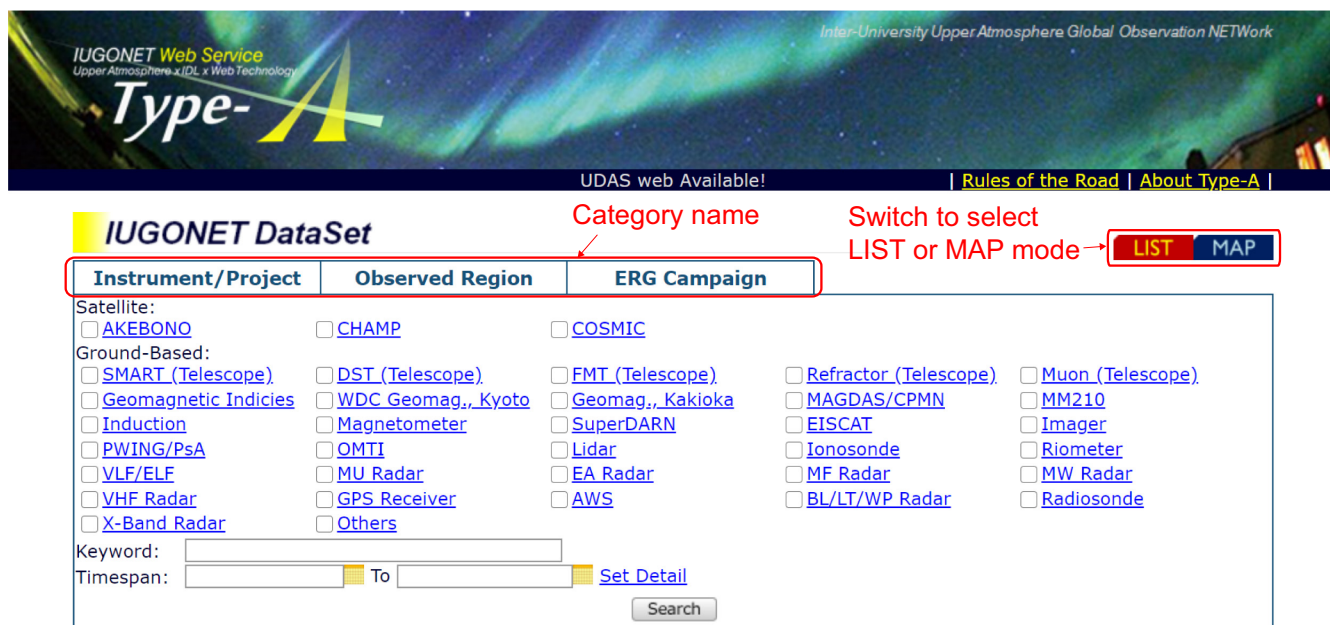 Inter-University Upper Atmosphere Global Observation NETWork
IUGONET Web Service
Upper Atmosphere x IDL x Web Technology
Type-A
UDAS web Available!
| Rules of the Road | About Type-A |
IUGONET DataSet
Category name
Switch to select
LIST or MAP mode
LIST MAP
Instrument/Project Observed Region ERG Campaign
Satellite:
AKEBONO CHAMP COSMIC
Ground-Based:
SMART (Telescope) DST (Telescope) FMT (Telescope) Refractor (Telescope) Muon (Telescope)
Geomagnetic Indicies WDC Geomag., Kyoto Geomag., Kakioka MAGDAS/CPMN MM210
Induction Magnetometer SuperDARN EISCAT Imager
PWING/PsA OMTI Lidar Ionosonde Riometer
VLF/ELF MU Radar EA Radar MF Radar MW Radar
VHF Radar GPS Receiver AWS BL/LT/WP Radar Radiosonde
X-Band Radar Others
Keyword:
Timespan: To Set Detail
Search